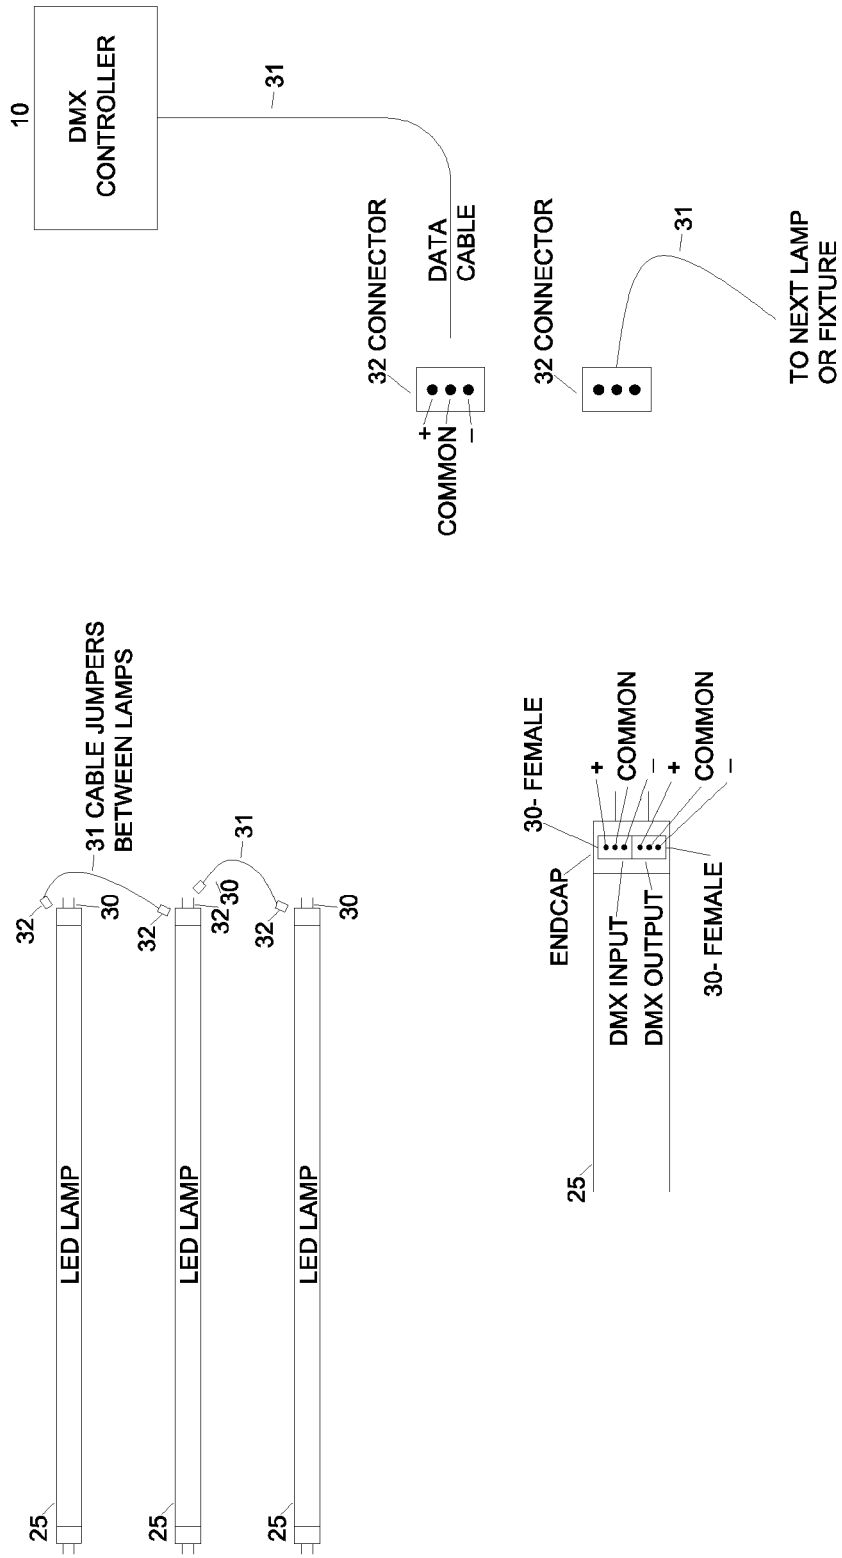 10
DMX
CONTROLLER
31
32 CONNECTOR
DATA
CABLE
+
COMMON
–
32 CONNECTOR
31
TO NEXT LAMP
OR FIXTURE
31 CABLE JUMPERS
BETWEEN LAMPS
32
30
32
31
30
32
32
30
25
LED LAMP
25
LED LAMP
25
LED LAMP
30- FEMALE
ENDCAP
+
COMMON
–
+
COMMON
–
DMX INPUT
DMX OUTPUT
30- FEMALE
25